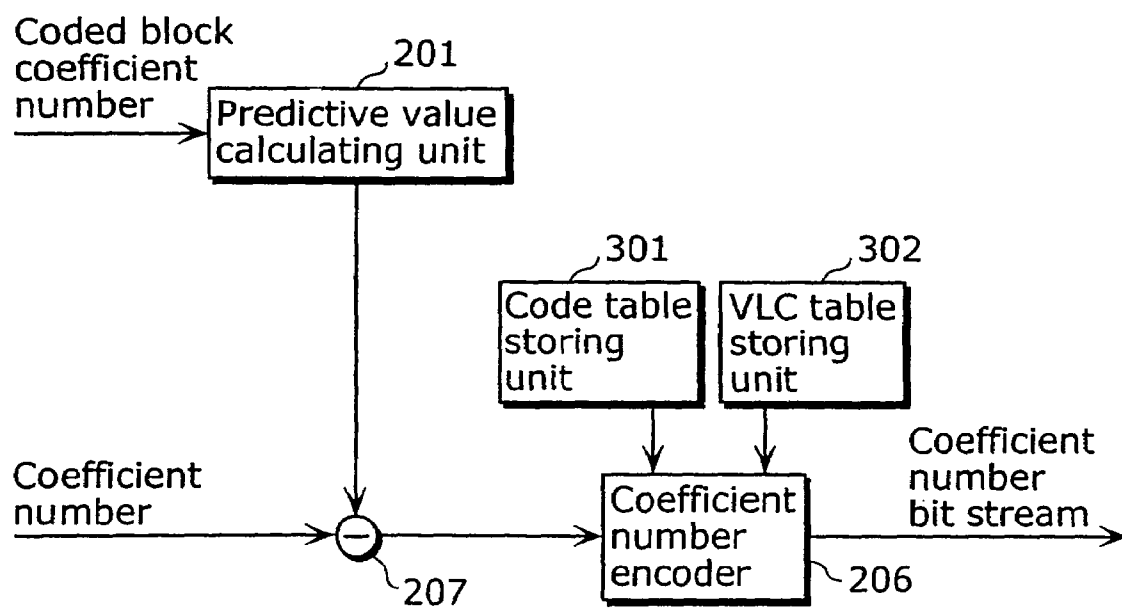 Coded block
coefficient
number
201
Predictive value
calculating unit
301
302
Code table
storing
unit
VLC table
storing
unit
Coefficient
number
−
207
Coefficient
number
encoder
206
Coefficient
number
bit stream